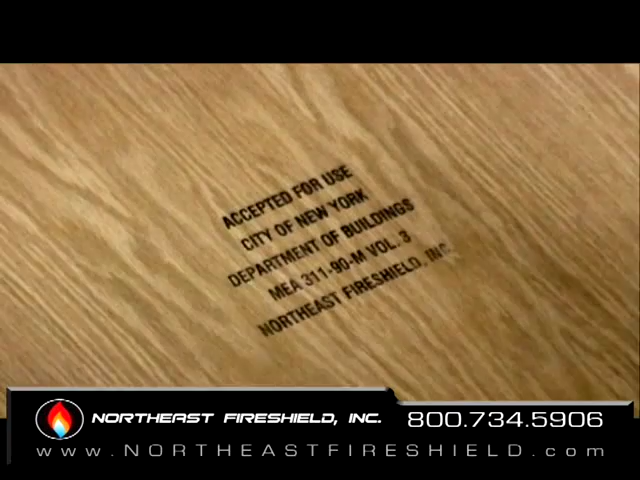 ACCEPTED FOR USE
CITY OF NEW YORK
DEPARTMENT OF BUILDINGS
MEA 311-90-M VOL. 3
NORTHEAST FIRESHIELD, INC.
NORTHEAST FIRESHIELD, INC.
800.734.5906
www.NORTHEASTFIRESHIELD.com